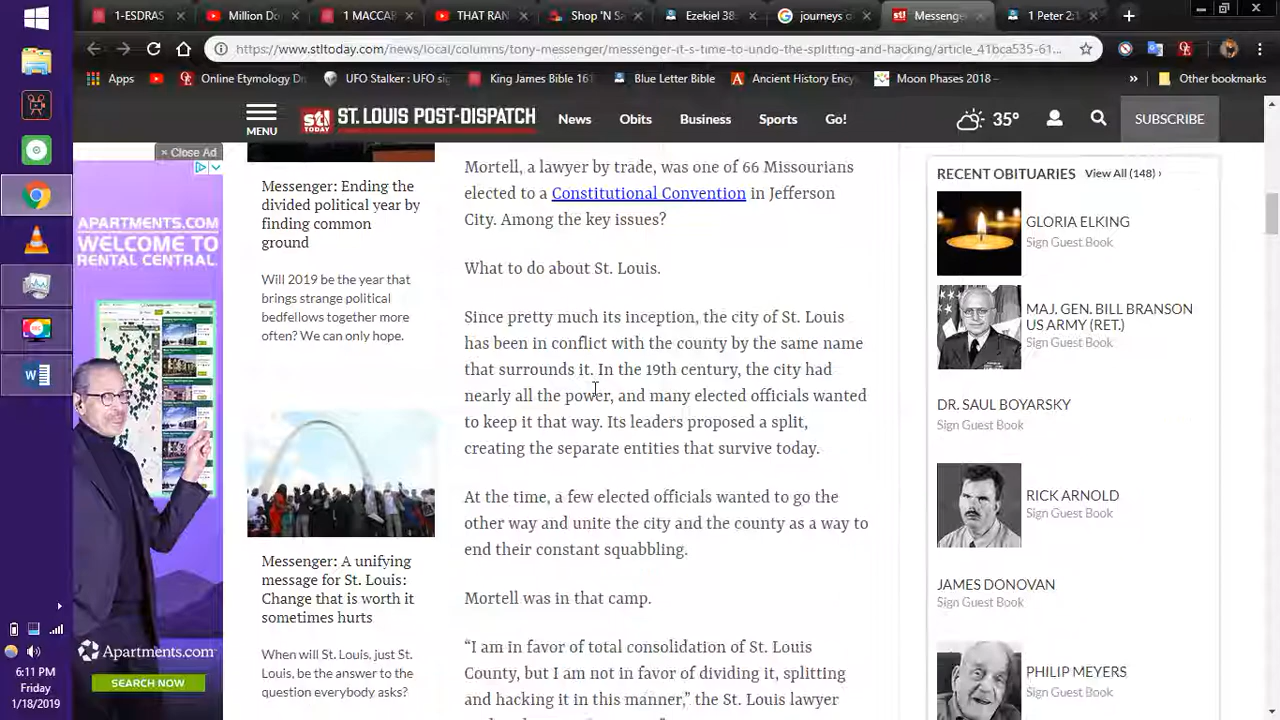 1-ESDRAS
Million Do
1 MACCAB
THAT RAN
Shop 'N Sa
Ezekiel 38
journeys o
Messenge
1 Peter 2:1
https://www.stltoday.com/news/local/columns/tony-messenger/messenger-it-s-time-to-undo-the-splitting-and-hacking/article_41bca535-61...
Apps
Online Etymology Di
UFO Stalker: UFO sig
King James Bible 161
Blue Letter Bible
Ancient History Ency
Moon Phases 2018 –
»
Other bookmarks
MENU
stl TODAY ST. LOUIS POST-DISPATCH
News
Obits
Business
Sports
Go!
35°
SUBSCRIBE
× Close Ad
APARTMENTS.COM
WELCOME TO
RENTAL CENTRAL.
Apartments.com
SEARCH NOW
6:11 PM
Friday
1/18/2019
Messenger: Ending the
divided political year by
finding common
ground
Will 2019 be the year that
brings strange political
bedfellows together more
often? We can only hope.
Messenger: A unifying
message for St. Louis:
Change that is worth it
sometimes hurts
When will St. Louis, just St.
Louis, be the answer to the
question everybody asks?
Mortell, a lawyer by trade, was one of 66 Missourians
elected to a Constitutional Convention in Jefferson
City. Among the key issues?
What to do about St. Louis.
Since pretty much its inception, the city of St. Louis
has been in conflict with the county by the same name
that surrounds it. In the 19th century, the city had
nearly all the power, and many elected officials wanted
to keep it that way. Its leaders proposed a split,
creating the separate entities that survive today.
At the time, a few elected officials wanted to go the
other way and unite the city and the county as a way to
end their constant squabbling.
Mortell was in that camp.
“I am in favor of total consolidation of St. Louis
County, but I am not in favor of dividing it, splitting
and hacking it in this manner,” the St. Louis lawyer
RECENT OBITUARIES View All (148) ›
GLORIA ELKING
Sign Guest Book
MAJ. GEN. BILL BRANSON
US ARMY (RET.)
Sign Guest Book
DR. SAUL BOYARSKY
Sign Guest Book
RICK ARNOLD
Sign Guest Book
JAMES DONOVAN
Sign Guest Book
PHILIP MEYERS
Sign Guest Book